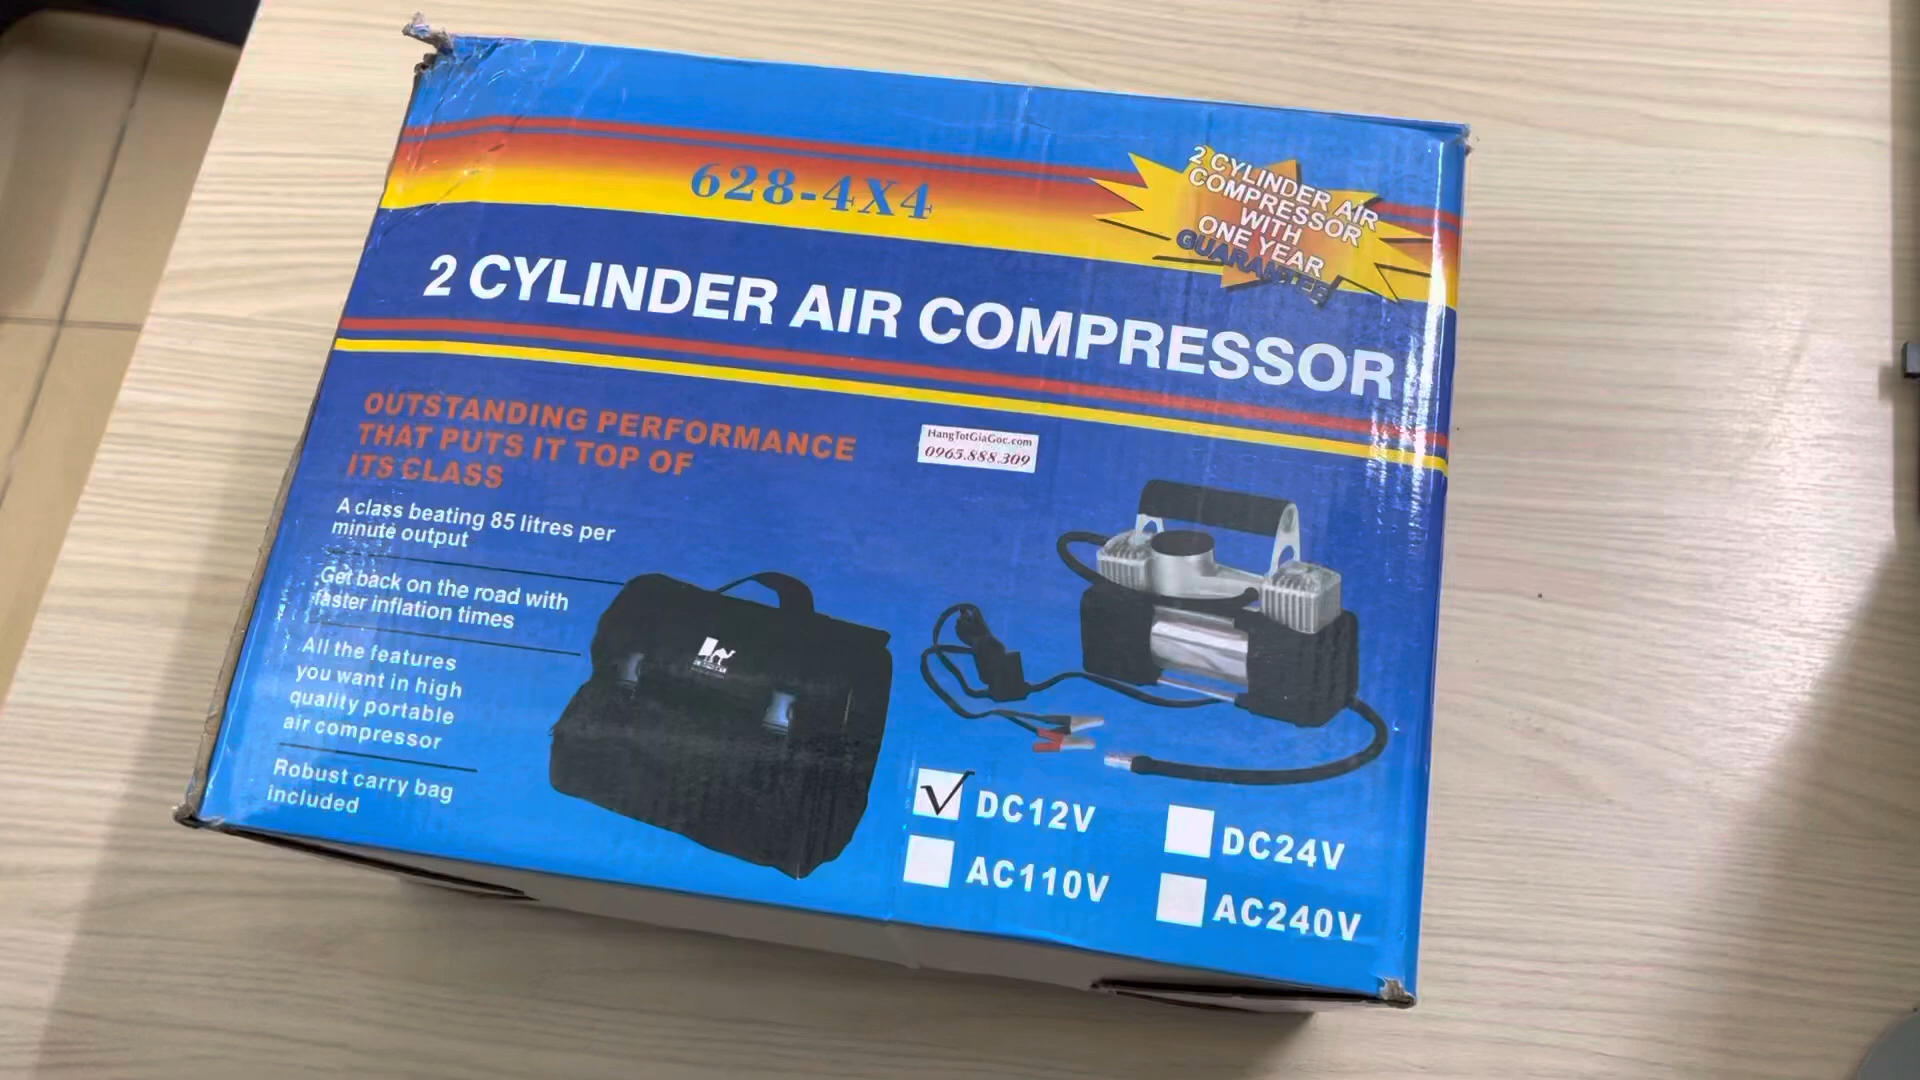 628-4X4
2 CYLINDER AIR
COMPRESSOR
WITH
ONE YEAR
GUARANTEE
2 CYLINDER AIR COMPRESSOR
OUTSTANDING PERFORMANCE
THAT PUTS IT TOP OF
ITS CLASS
HangTotGiaGoc.com
0965.888.309
A class beating 85 litres per
minute output
Get back on the road with
faster inflation times
All the features
you want in high
quality portable
air compressor
Robust carry bag
included
DC12V
DC24V
AC110V
AC240V